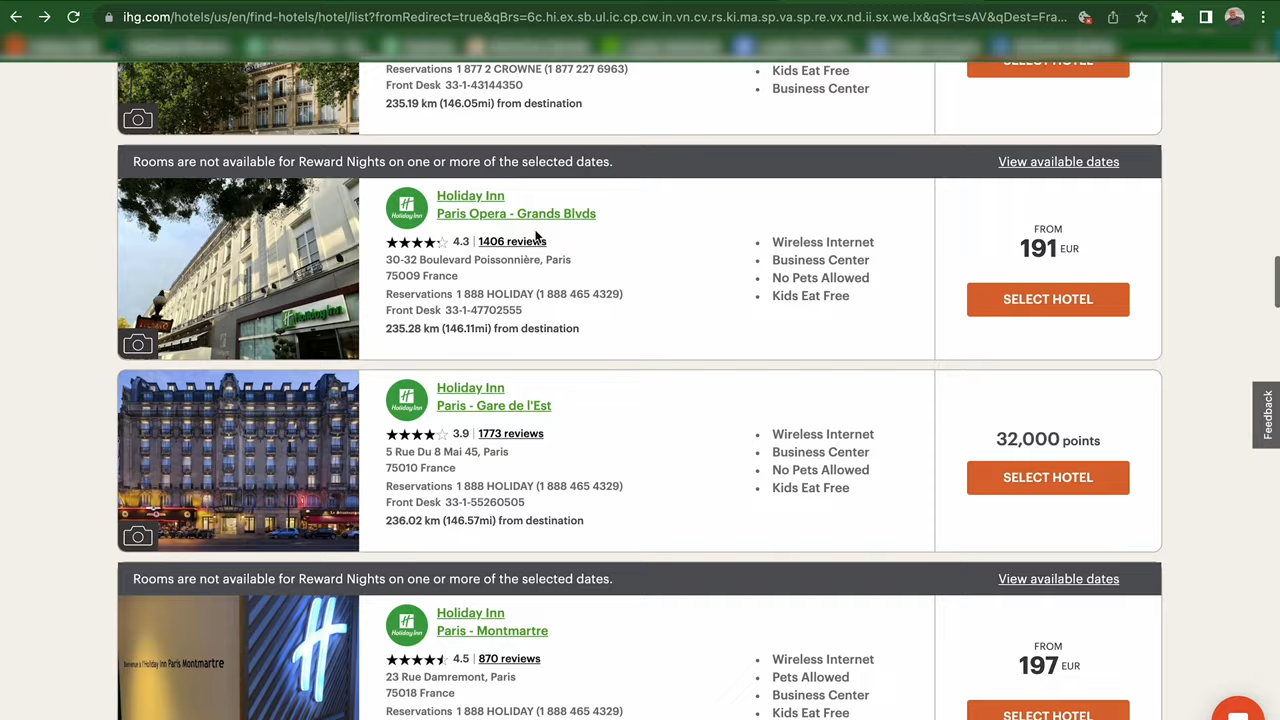 ihg.com/hotels/us/en/find-hotels/hotel/list?fromRedirect=true&qBrs=6c.hi.ex.sb.ul.ic.cp.cw.in.vn.cv.rs.ki.ma.sp.va.sp.re.vx.nd.ii.sx.we.lx&qSrt=sAV&qDest=Fra...
Reservations 1 877 2 CROWNE (1 877 227 6963)
Front Desk 33-1-43144350
235.19 km (146.05mi) from destination
• Kids Eat Free
• Business Center
SELECT HOTEL
Rooms are not available for Reward Nights on one or more of the selected dates.
View available dates
Holiday Inn
Holiday Inn
Paris Opera - Grands Blvds
4.3 | 1406 reviews
30-32 Boulevard Poissonnière, Paris
75009 France
Reservations 1 888 HOLIDAY (1 888 465 4329)
Front Desk 33-1-47702555
235.28 km (146.11mi) from destination
• Wireless Internet
• Business Center
• No Pets Allowed
• Kids Eat Free
FROM
191 EUR
SELECT HOTEL
Holiday Inn
Holiday Inn
Holiday Inn
Paris - Gare de l'Est
3.9 | 1773 reviews
5 Rue Du 8 Mai 45, Paris
75010 France
Reservations 1 888 HOLIDAY (1 888 465 4329)
Front Desk 33-1-55260505
236.02 km (146.57mi) from destination
• Wireless Internet
• Business Center
• No Pets Allowed
• Kids Eat Free
32,000 points
SELECT HOTEL
Feedback
Rooms are not available for Reward Nights on one or more of the selected dates.
View available dates
Holiday Inn
Holiday Inn
Paris - Montmartre
4.5 | 870 reviews
23 Rue Damremont, Paris
75018 France
Reservations 1 888 HOLIDAY (1 888 465 4329)
• Wireless Internet
• Pets Allowed
• Business Center
• Kids Eat Free
FROM
197 EUR
SELECT HOTEL
Bienvenue à l'Holiday Inn Paris Montmartre